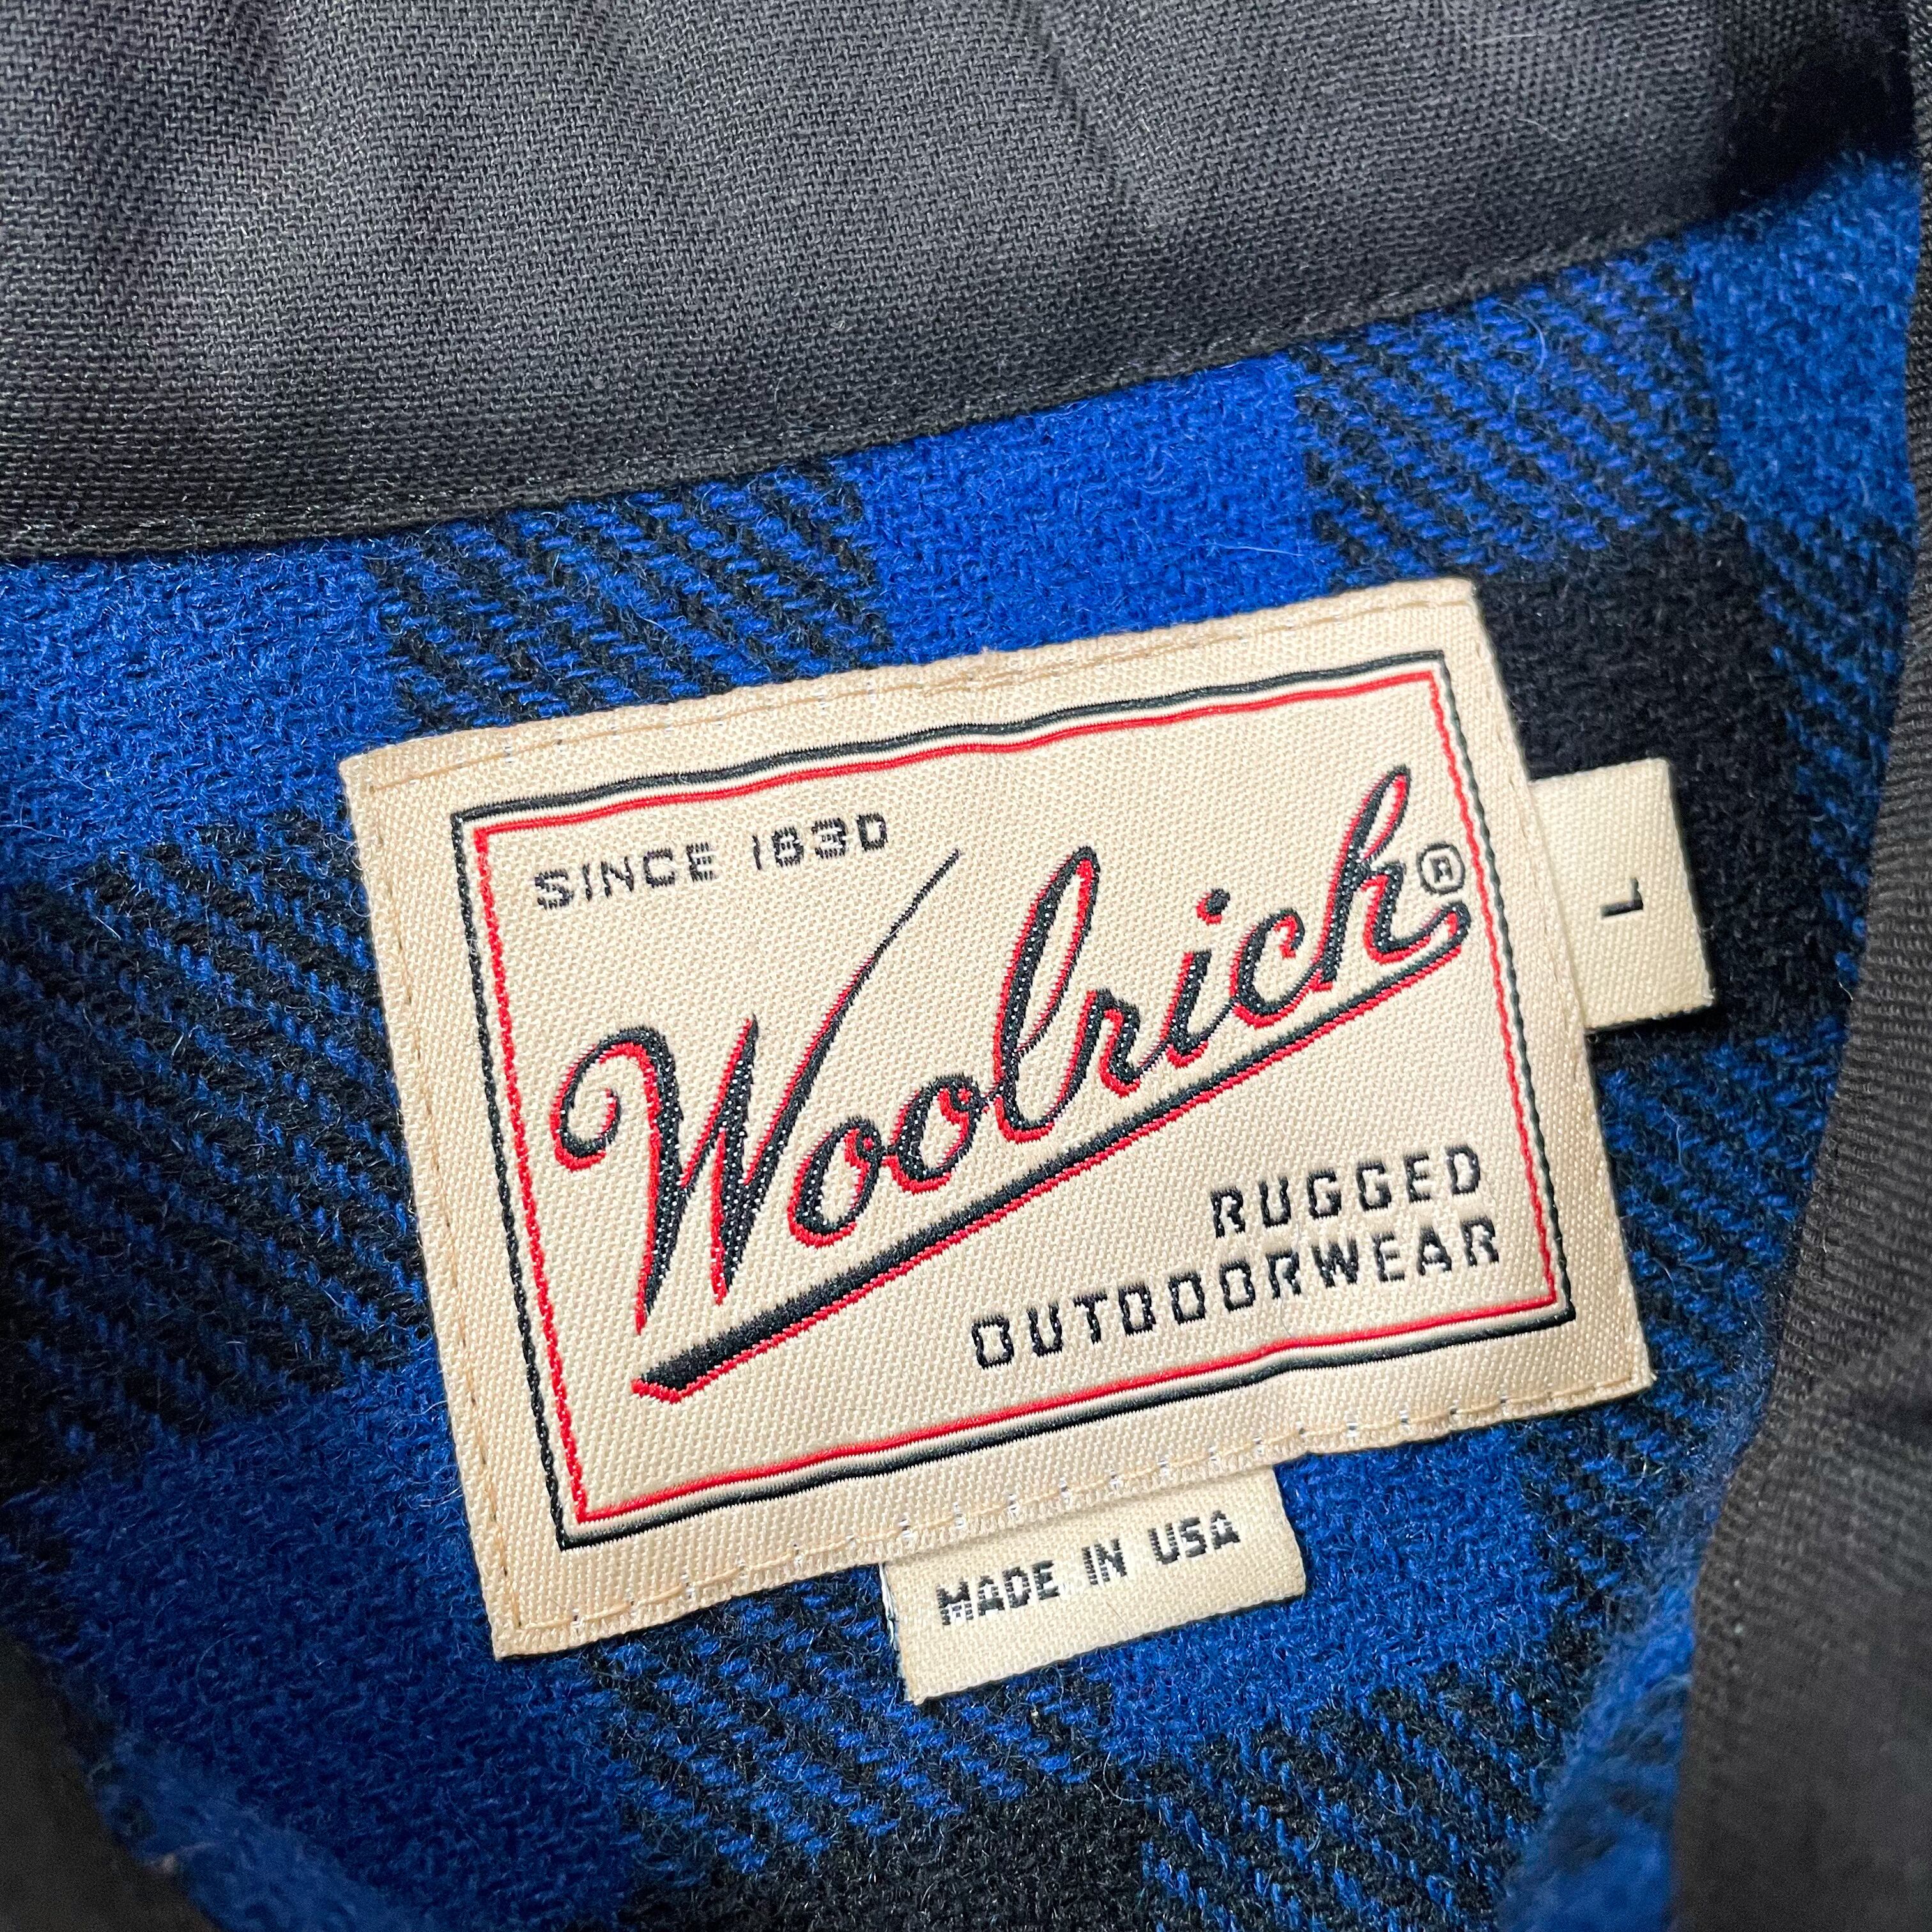 SINCE 1830
Woolrich®
RUGGED
OUTDOORWEAR
L
MADE IN USA